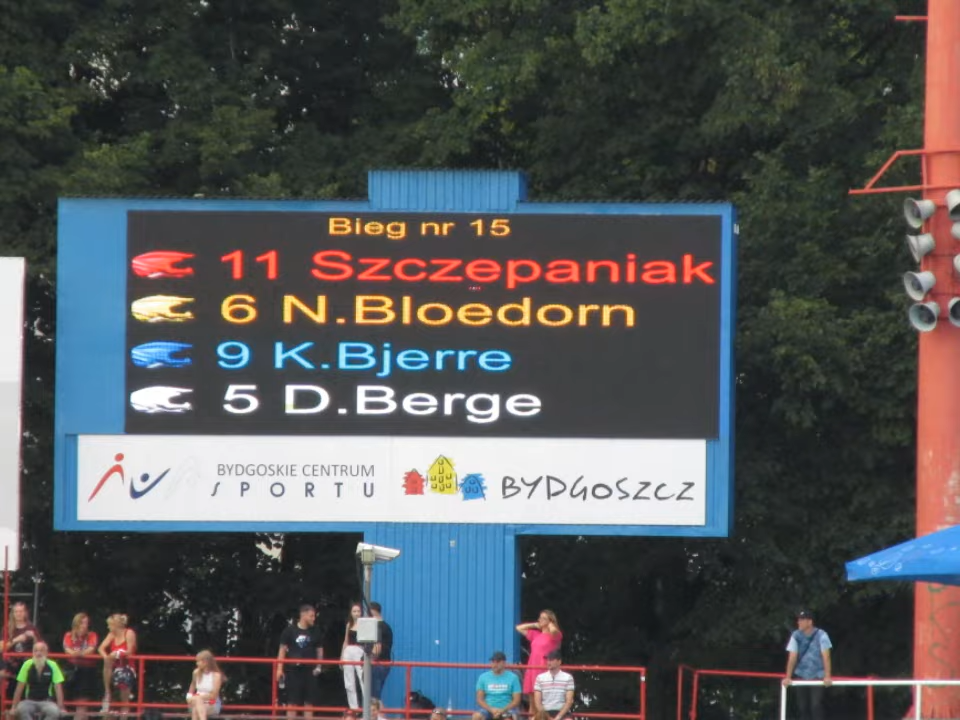 Bieg nr 15
11 Szczepaniak
6 N.Bloedorn
9 K.Bjerre
5 D.Berge
BYDGOSKIE CENTRUM
SPORTU
BYDGOSZCZ